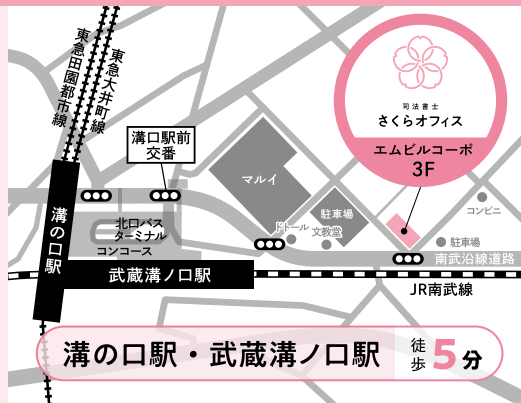 東急田園都市線
東急大井町線
溝口駅前
交番
司法書士
さくらオフィス
エムビルコーポ
3F
マルイ
駐車場
ドトール
文教堂
コンビニ
駐車場
南武沿線道路
北口バス
ターミナル
コンコース
溝の口駅
武蔵溝ノ口駅
JR南武線
溝の口駅・武蔵溝ノ口駅
徒歩5分